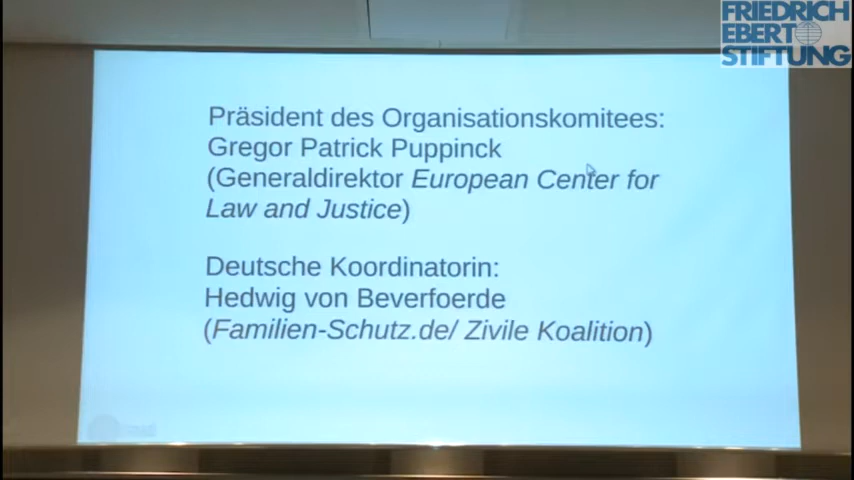 FRIEDRICH
EBERT
STIFTUNG
Präsident des Organisationskomitees:
Gregor Patrick Puppinck
(Generaldirektor European Center for
Law and Justice)
Deutsche Koordinatorin:
Hedwig von Beverfoerde
(Familien-Schutz.de/ Zivile Koalition)